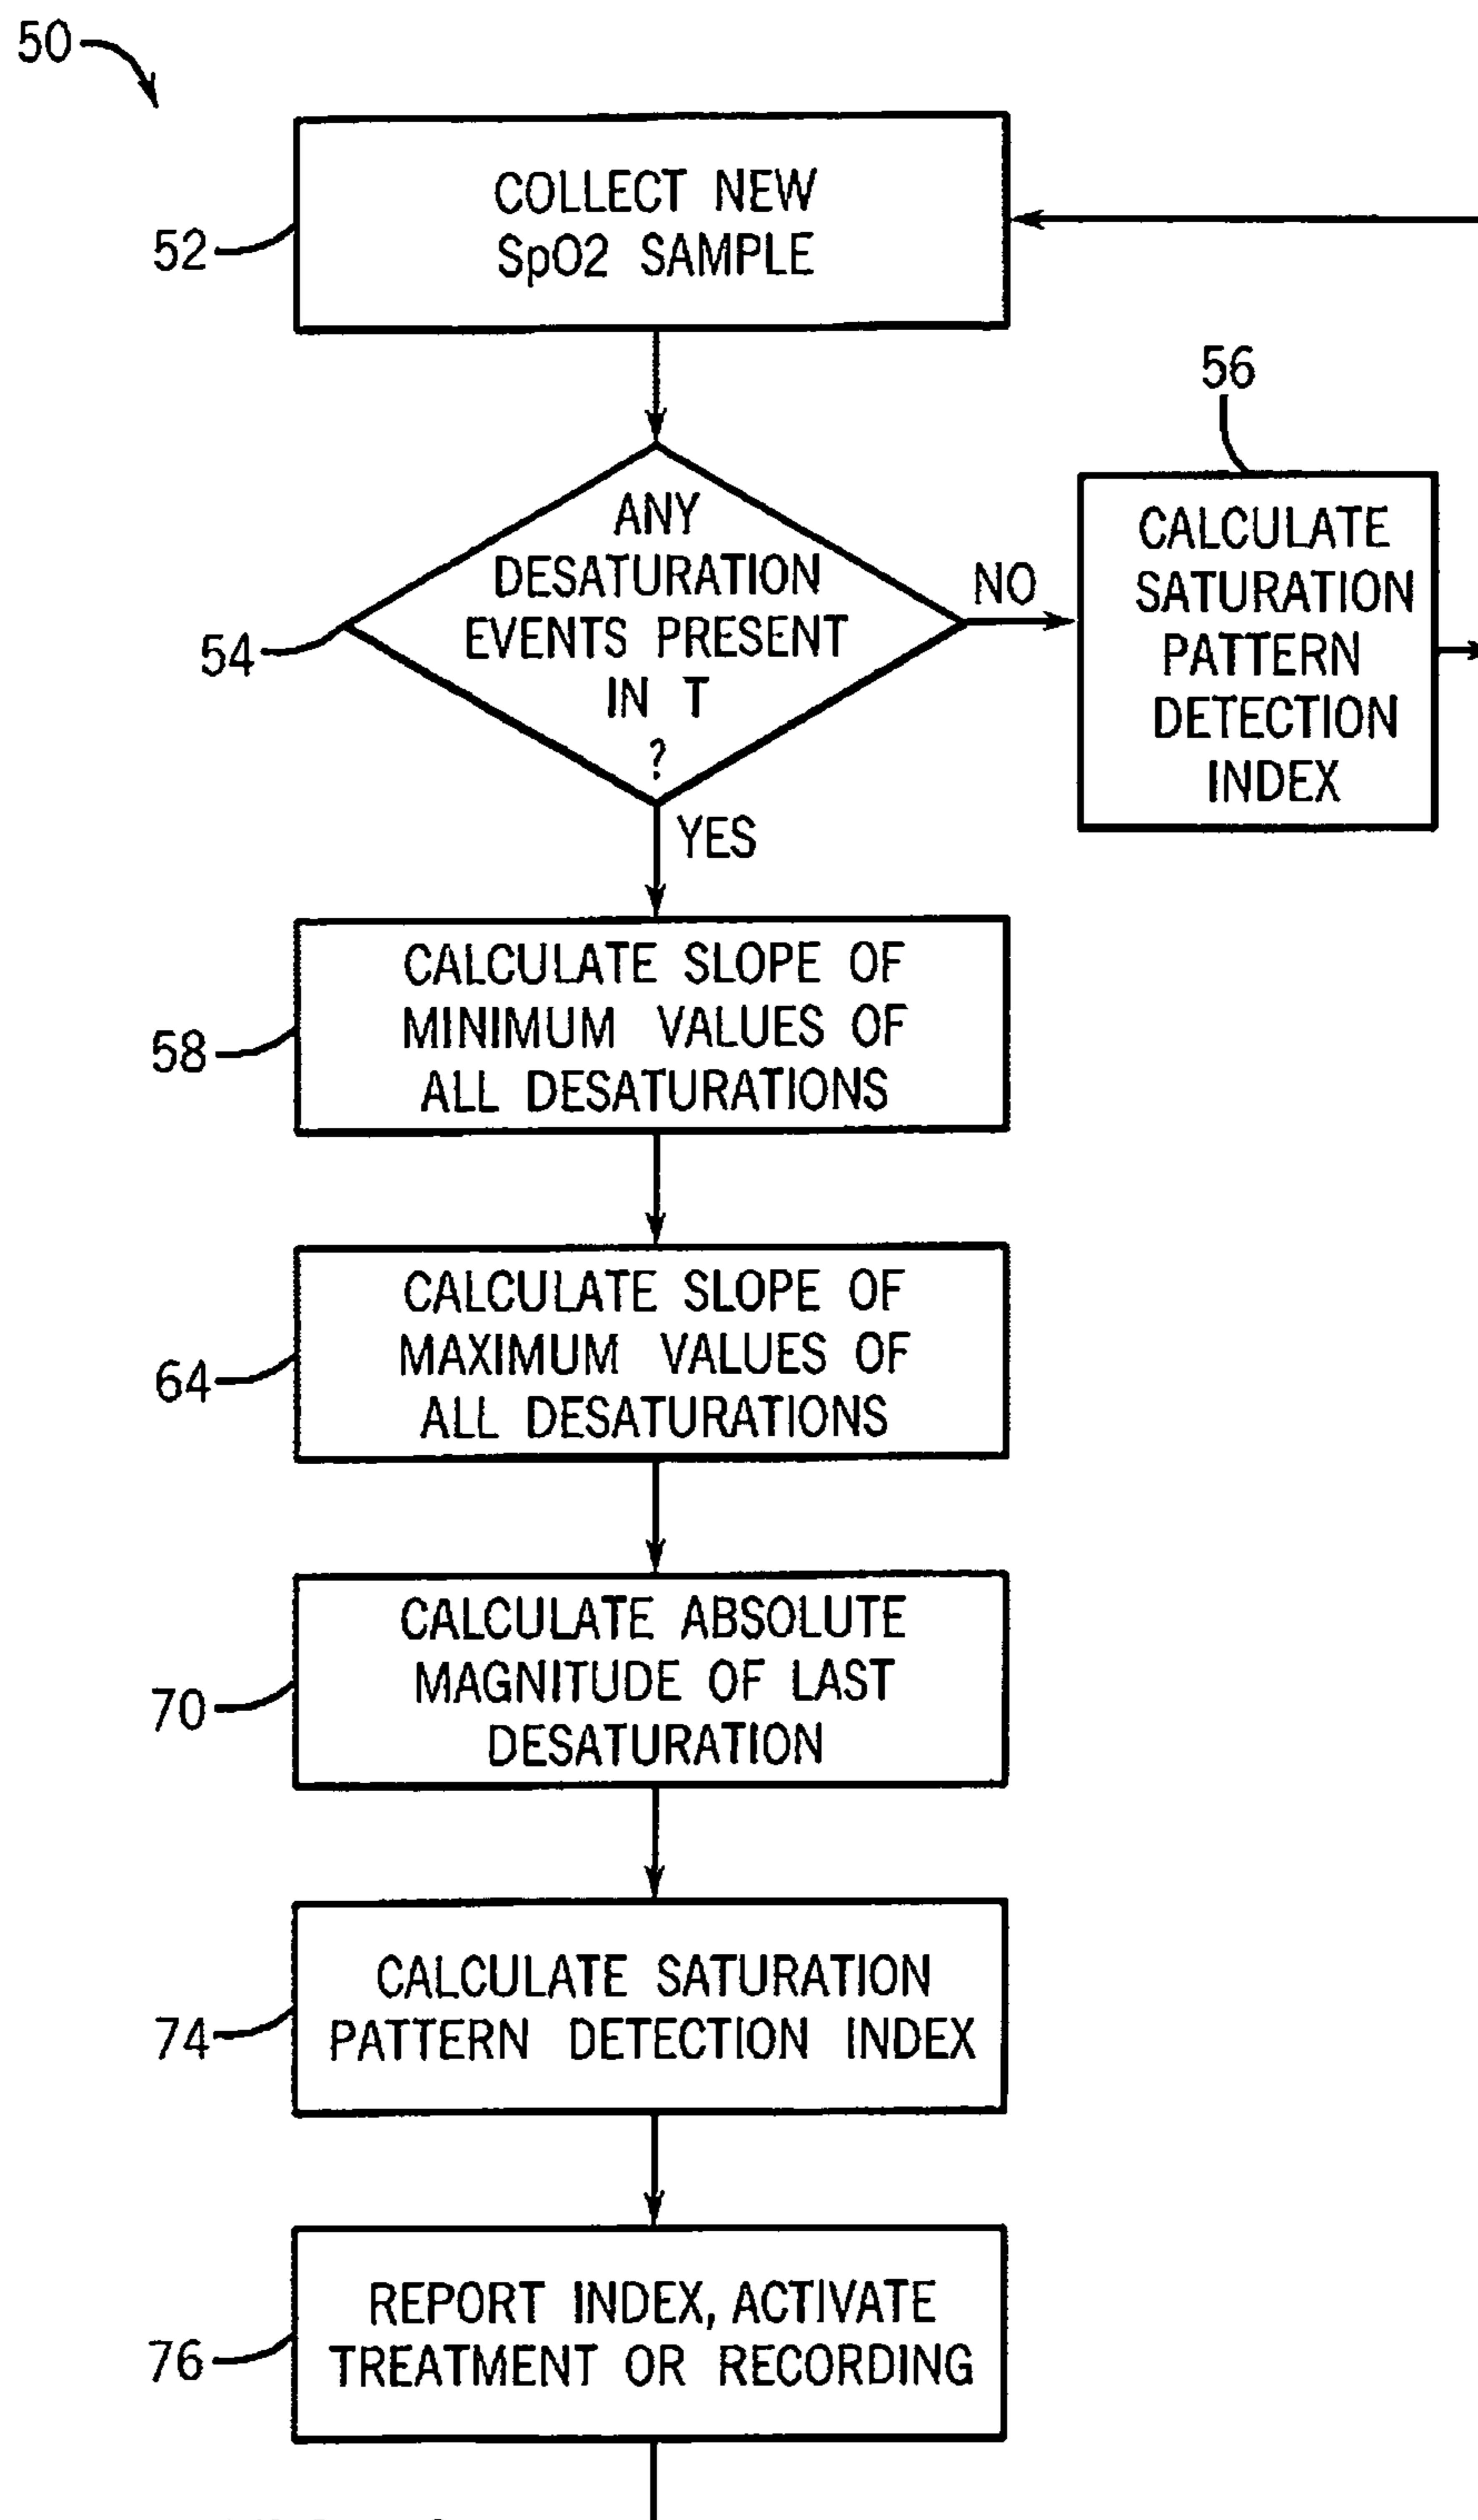 50
COLLECT NEW
SpO2 SAMPLE
52
56
ANY
DESATURATION
EVENTS PRESENT
IN T
?
54
NO
CALCULATE
SATURATION
PATTERN
DETECTION
INDEX
YES
CALCULATE SLOPE OF
MINIMUM VALUES OF
ALL DESATURATIONS
58
CALCULATE SLOPE OF
MAXIMUM VALUES OF
ALL DESATURATIONS
64
CALCULATE ABSOLUTE
MAGNITUDE OF LAST
DESATURATION
70
CALCULATE SATURATION
PATTERN DETECTION INDEX
74
REPORT INDEX, ACTIVATE
TREATMENT OR RECORDING
76